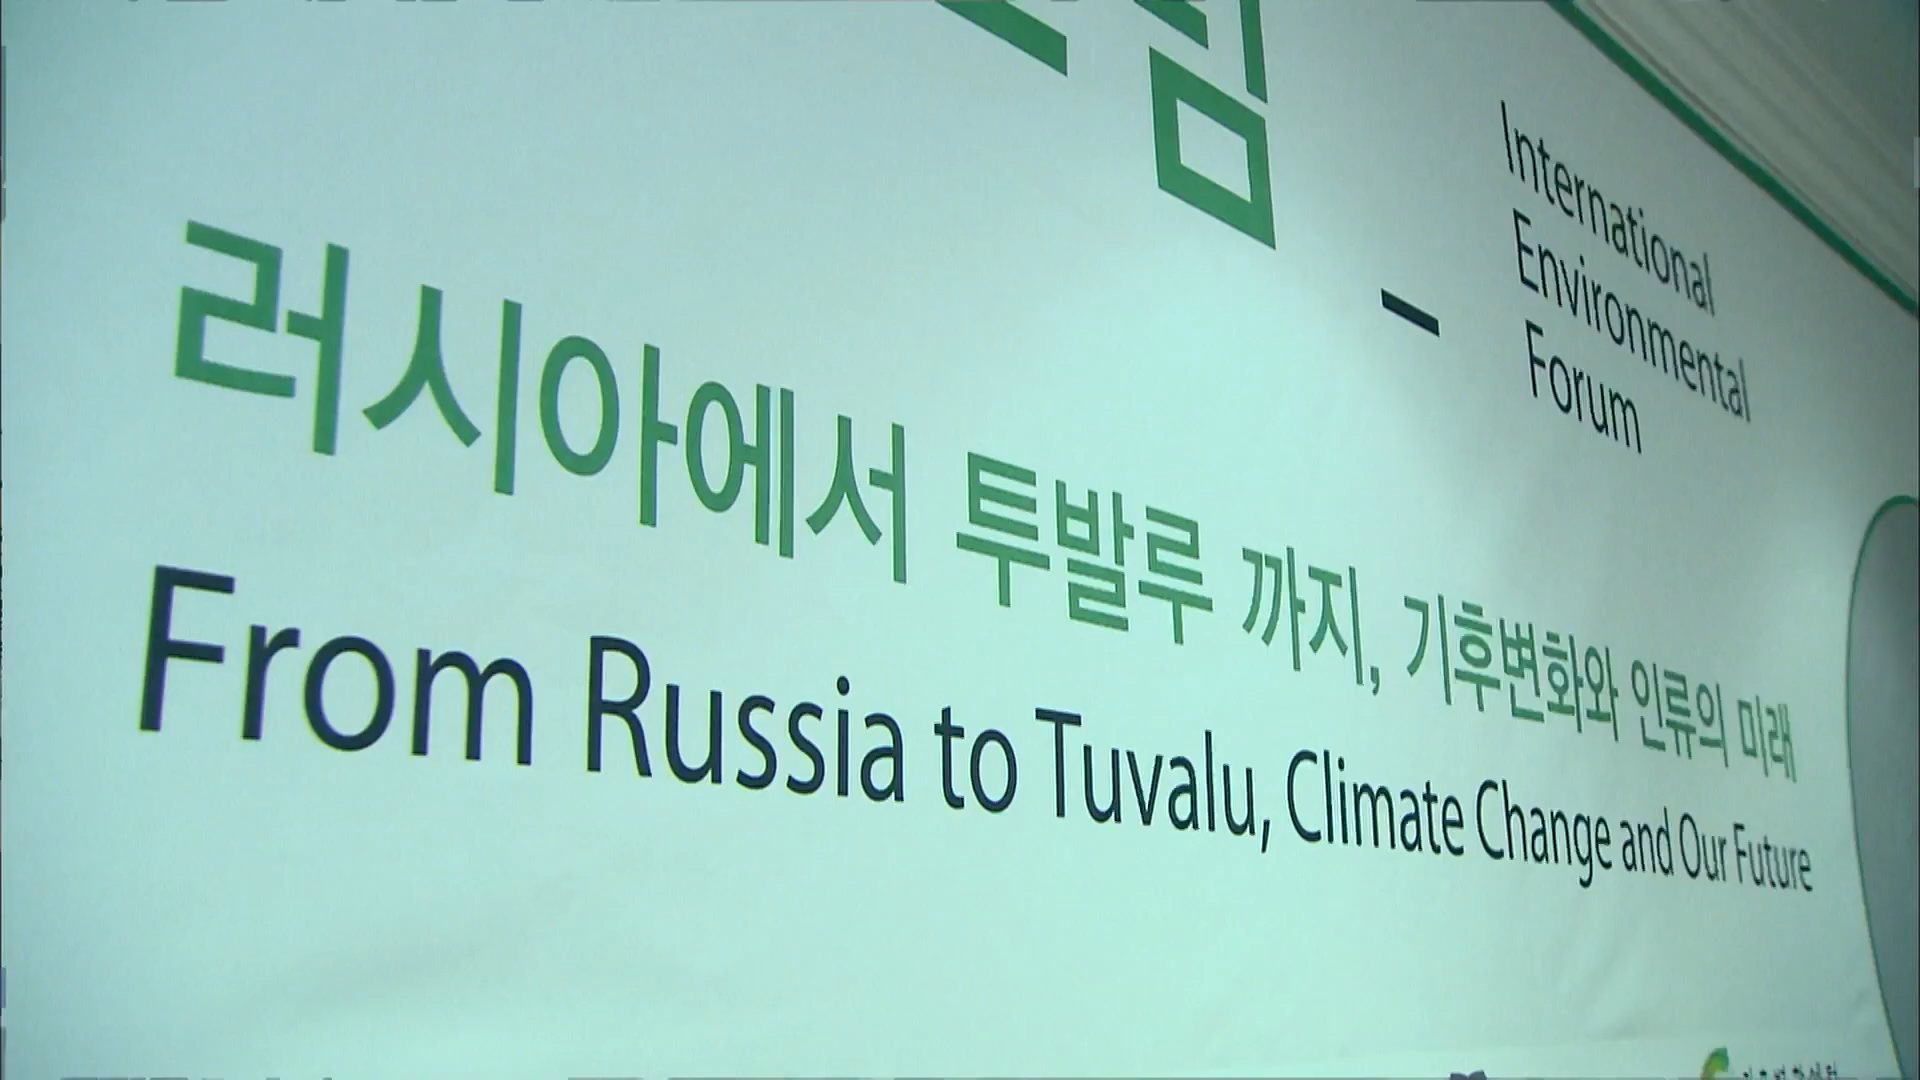 International
Environmental
Forum
러시아에서 투발루 까지, 기후변화와 인류의 미래
From Russia to Tuvalu, Climate Change and Our Future